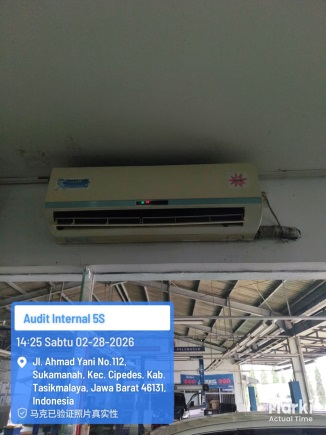 Audit Internal 5S
14:25 Sabtu 02-28-2026
Jl. Ahmad Yani No.112,
Sukamanah, Kec. Cipedes, Kab.
Tasikmalaya, Jawa Barat 46131,
Indonesia
马克已验证照片真实性
Marki
Actual Time